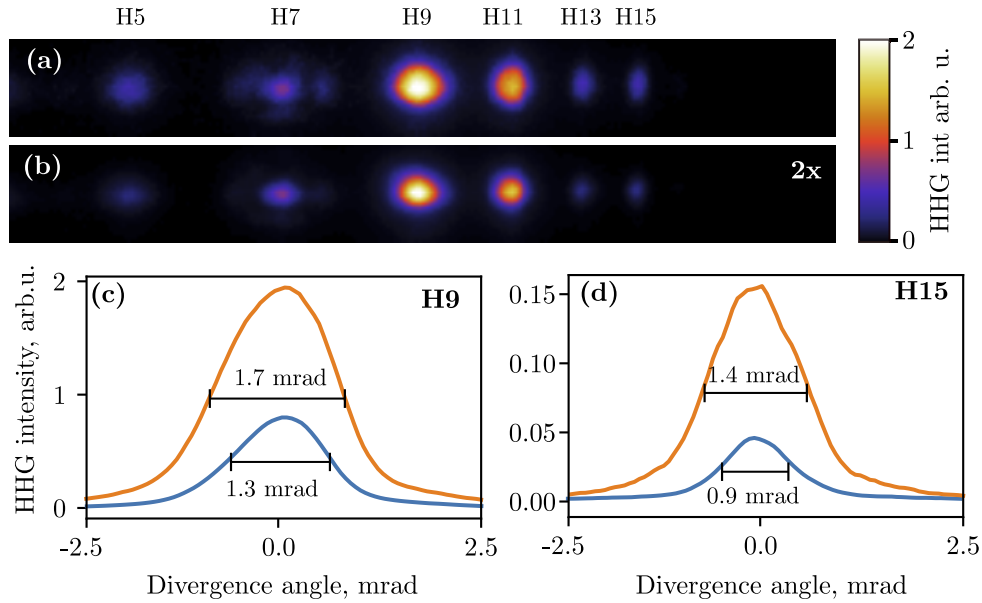 H5 H7 H9 H11 H13 H15
(a)
(b) 2x
2
1
0
HHG int arb. u.
(c) H9
2
1
0
HHG intensity, arb.u.
1.7 mrad
1.3 mrad
-2.5 0.0 2.5
Divergence angle, mrad
(d) H15
0.15
0.10
0.05
0.00
1.4 mrad
0.9 mrad
-2.5 0.0 2.5
Divergence angle, mrad